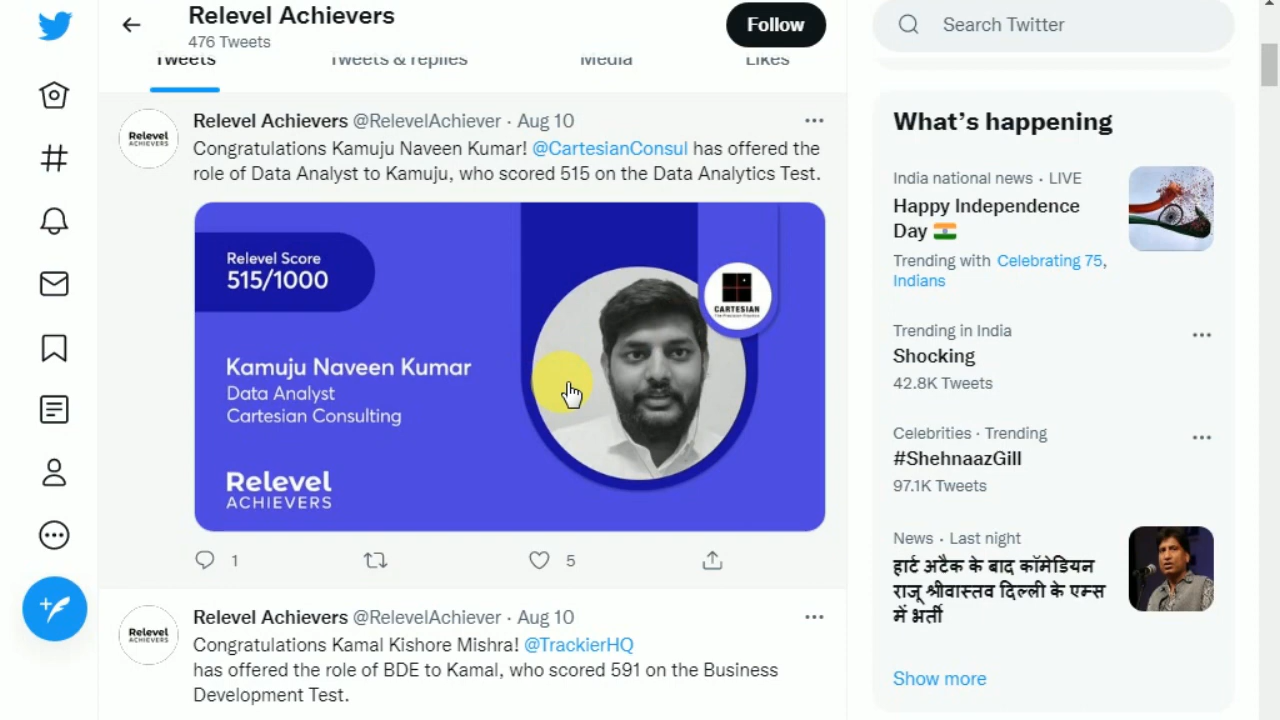 Relevel Achievers
476 Tweets
Follow
Search Twitter
Tweets
Tweets & replies
Media
Likes
Relevel Achievers @RelevelAchiever · Aug 10
Congratulations Kamuju Naveen Kumar! @CartesianConsul has offered the
role of Data Analyst to Kamuju, who scored 515 on the Data Analytics Test.
Relevel
ACHIEVERS
Relevel Score
515/1000
CARTESIAN
Kamuju Naveen Kumar
Data Analyst
Cartesian Consulting
Relevel
ACHIEVERS
1
5
Relevel Achievers @RelevelAchiever · Aug 10
Congratulations Kamal Kishore Mishra! @TrackierHQ
has offered the role of BDE to Kamal, who scored 591 on the Business
Development Test.
Relevel
ACHIEVERS
What's happening
India national news · LIVE
Happy Independence
Day 🇮🇳
Trending with Celebrating 75,
Indians
Trending in India
Shocking
42.8K Tweets
Celebrities · Trending
#ShehnaazGill
97.1K Tweets
News · Last night
हार्ट अटैक के बाद कॉमेडियन
राजू श्रीवास्तव दिल्ली के एम्स
में भर्ती
Show more